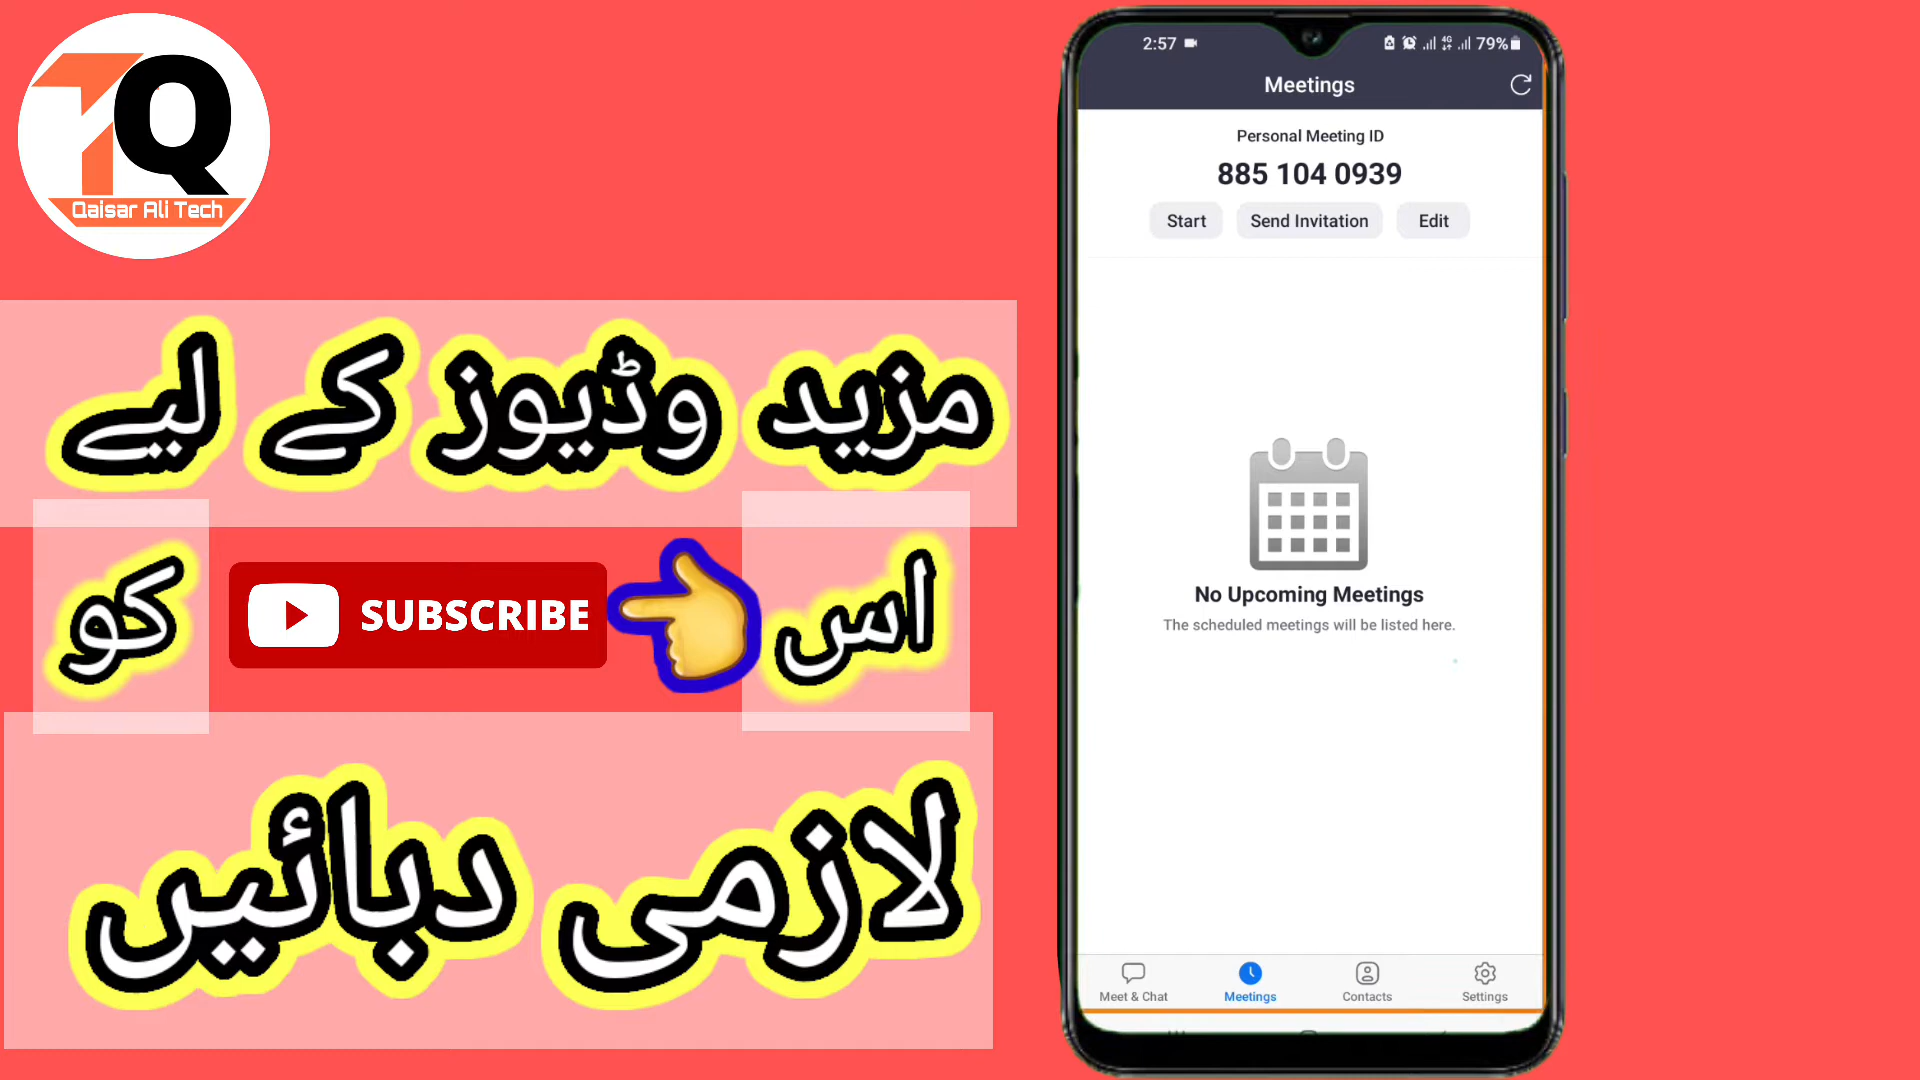 Q
Qaisar Ali Tech
مزید وڈیوز کے لیے
اس SUBSCRIBE کو
لازمی دبائیں
2:57 4G 79%
Meetings
Personal Meeting ID
885 104 0939
Start Send Invitation Edit
No Upcoming Meetings
The scheduled meetings will be listed here.
Meet & Chat Meetings Contacts Settings